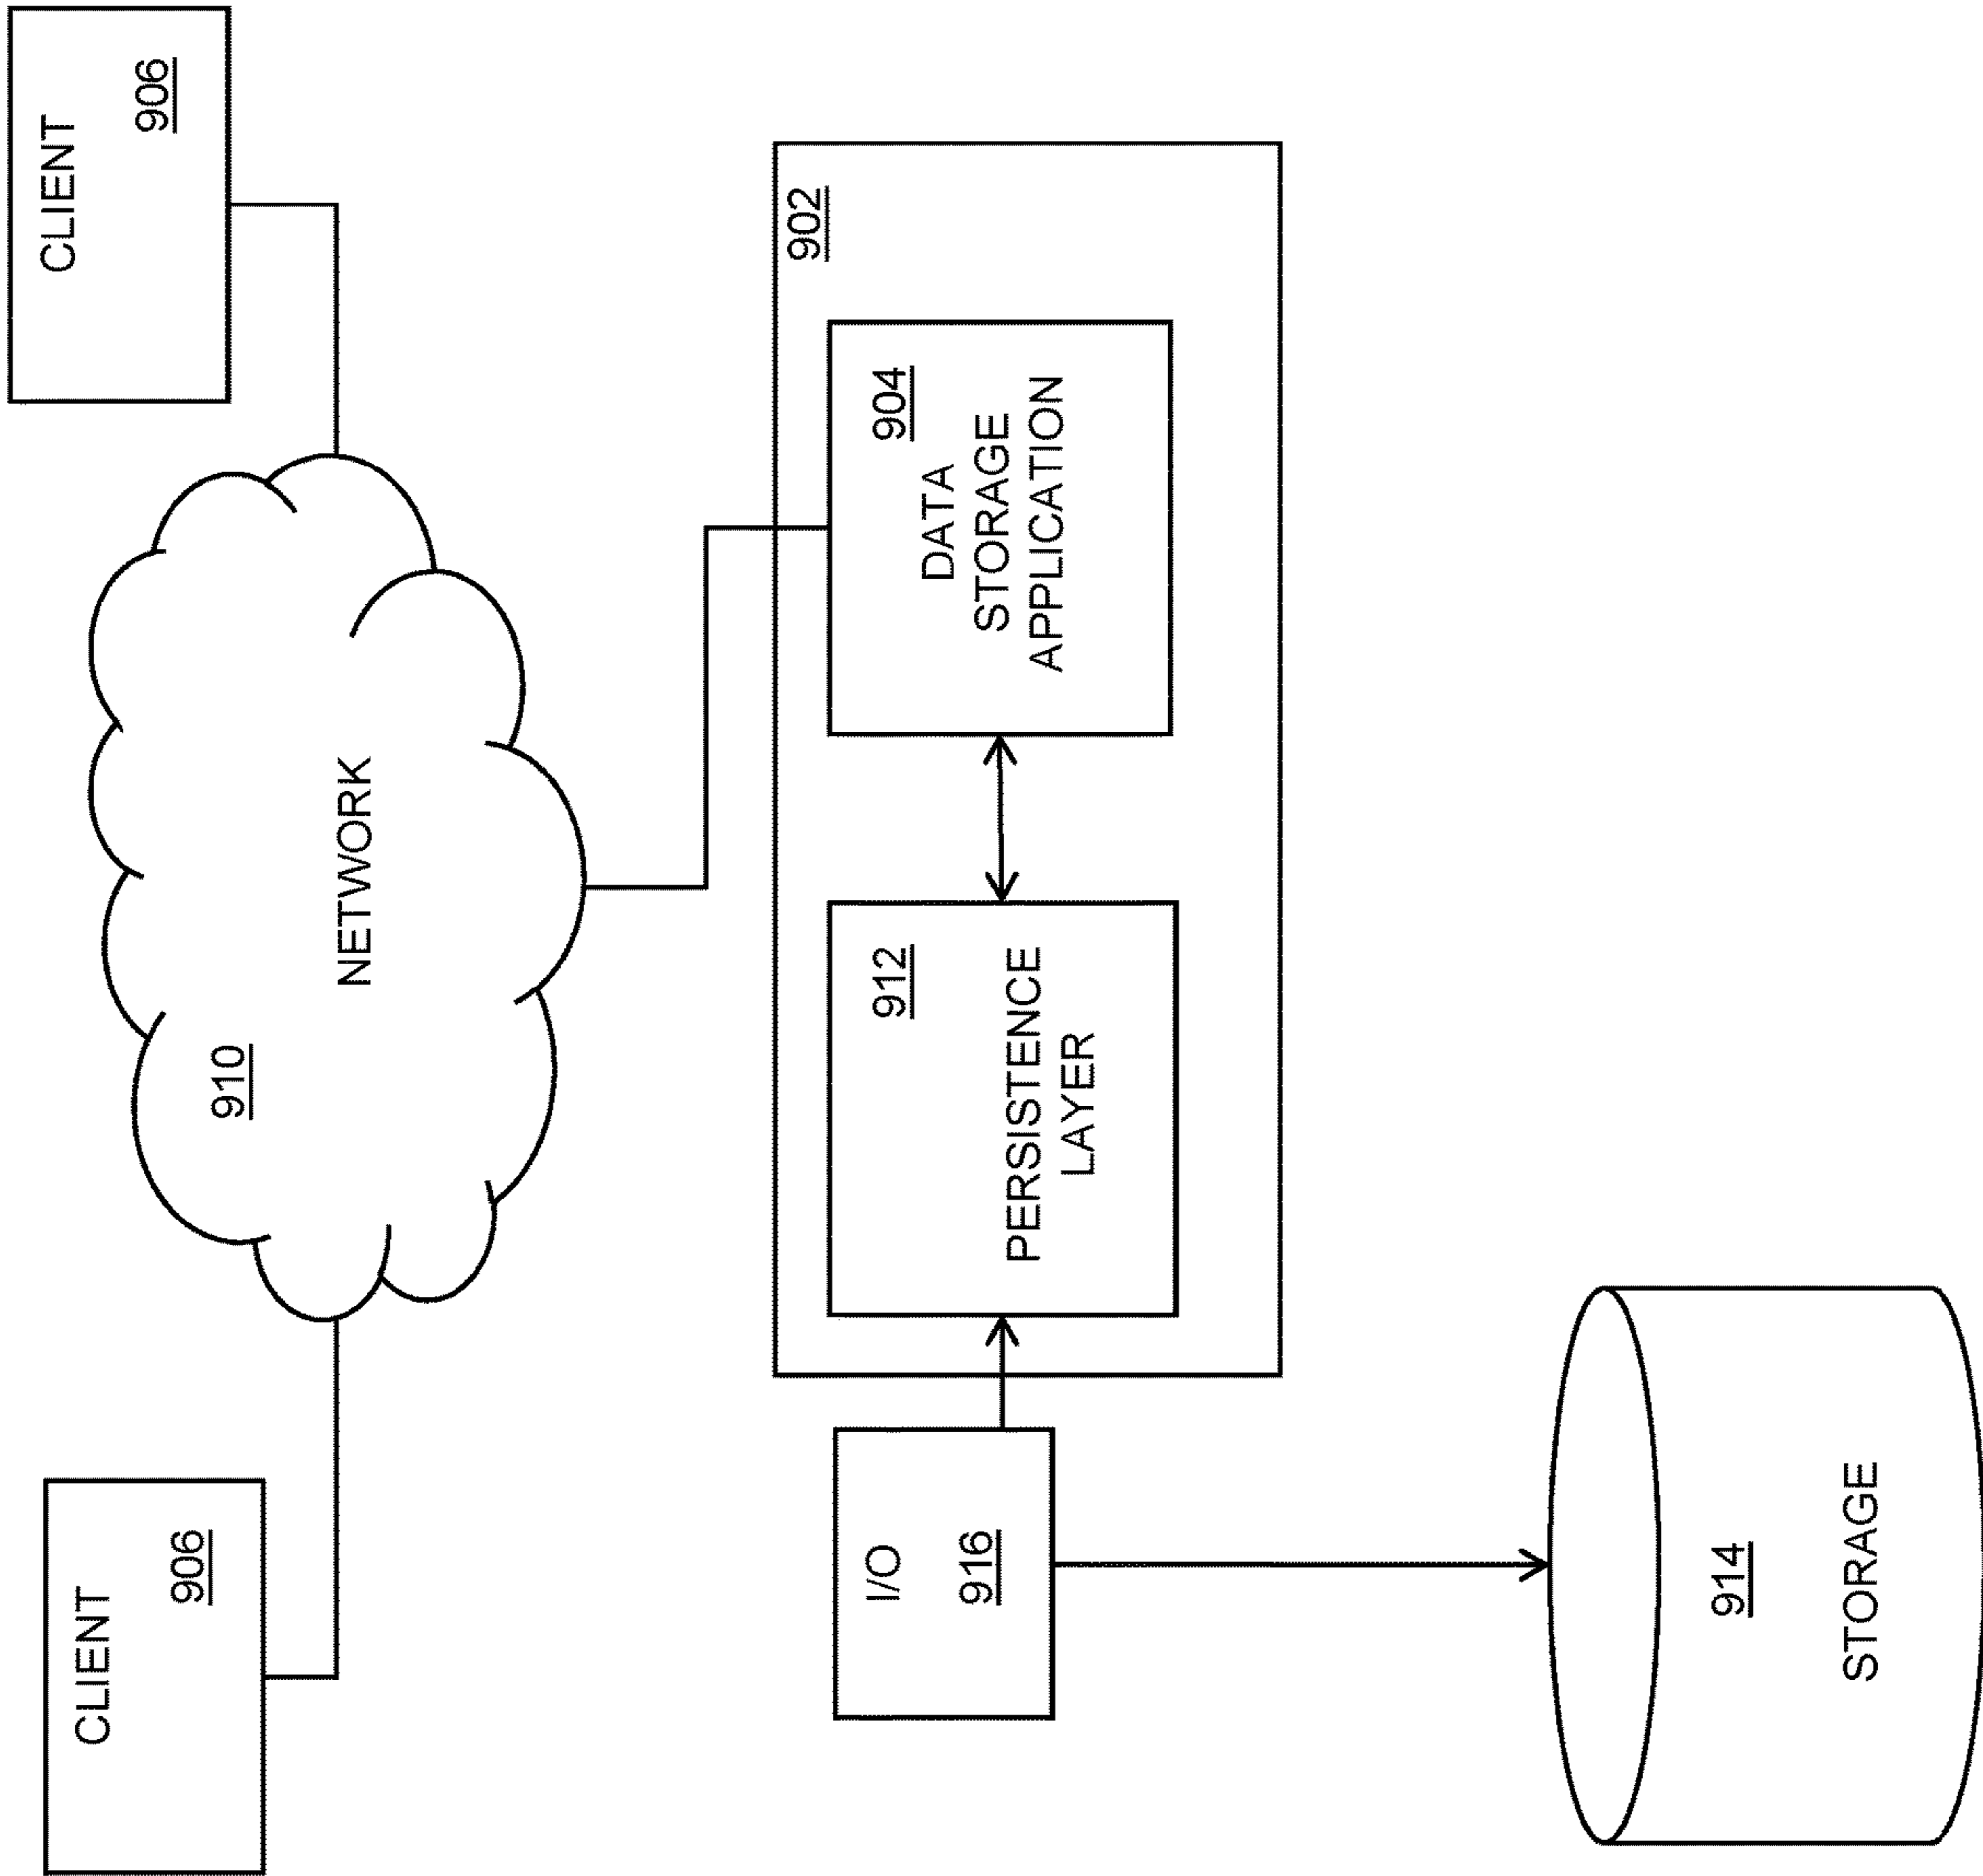 CLIENT
906
CLIENT
906
910
NETWORK
902
I/O
916
912
PERSISTENCE
LAYER
904
DATA
STORAGE
APPLICATION
914
STORAGE